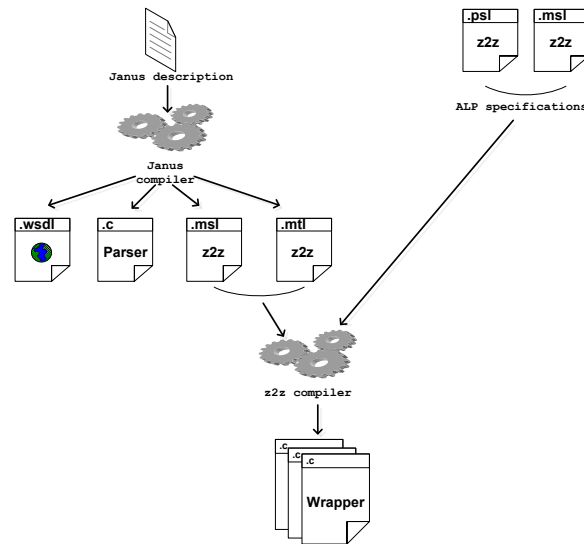 .psl
z2z
.msl
z2z
Janus description
ALP specifications
Janus
compiler
.wsdl
.c
Parser
.msl
z2z
.mtl
z2z
z2z compiler
.c
.c
.c
Wrapper